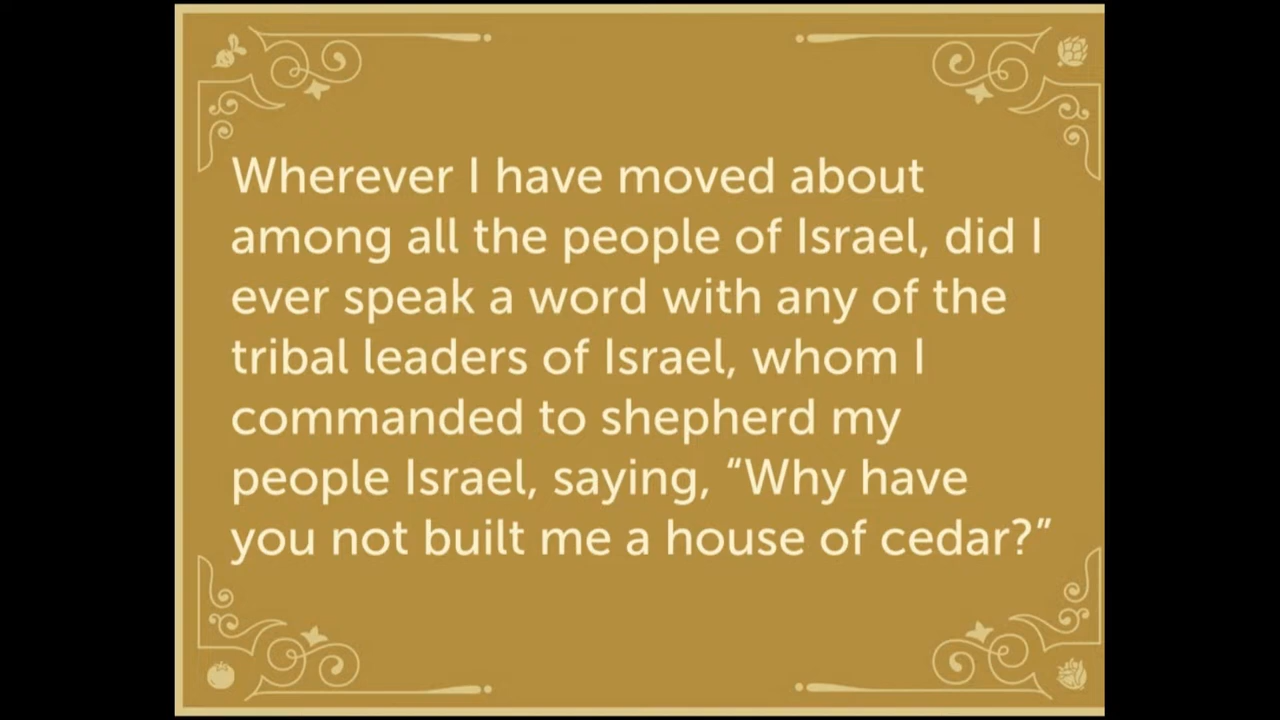 Wherever I have moved about
among all the people of Israel, did I
ever speak a word with any of the
tribal leaders of Israel, whom I
commanded to shepherd my
people Israel, saying, “Why have
you not built me a house of cedar?”